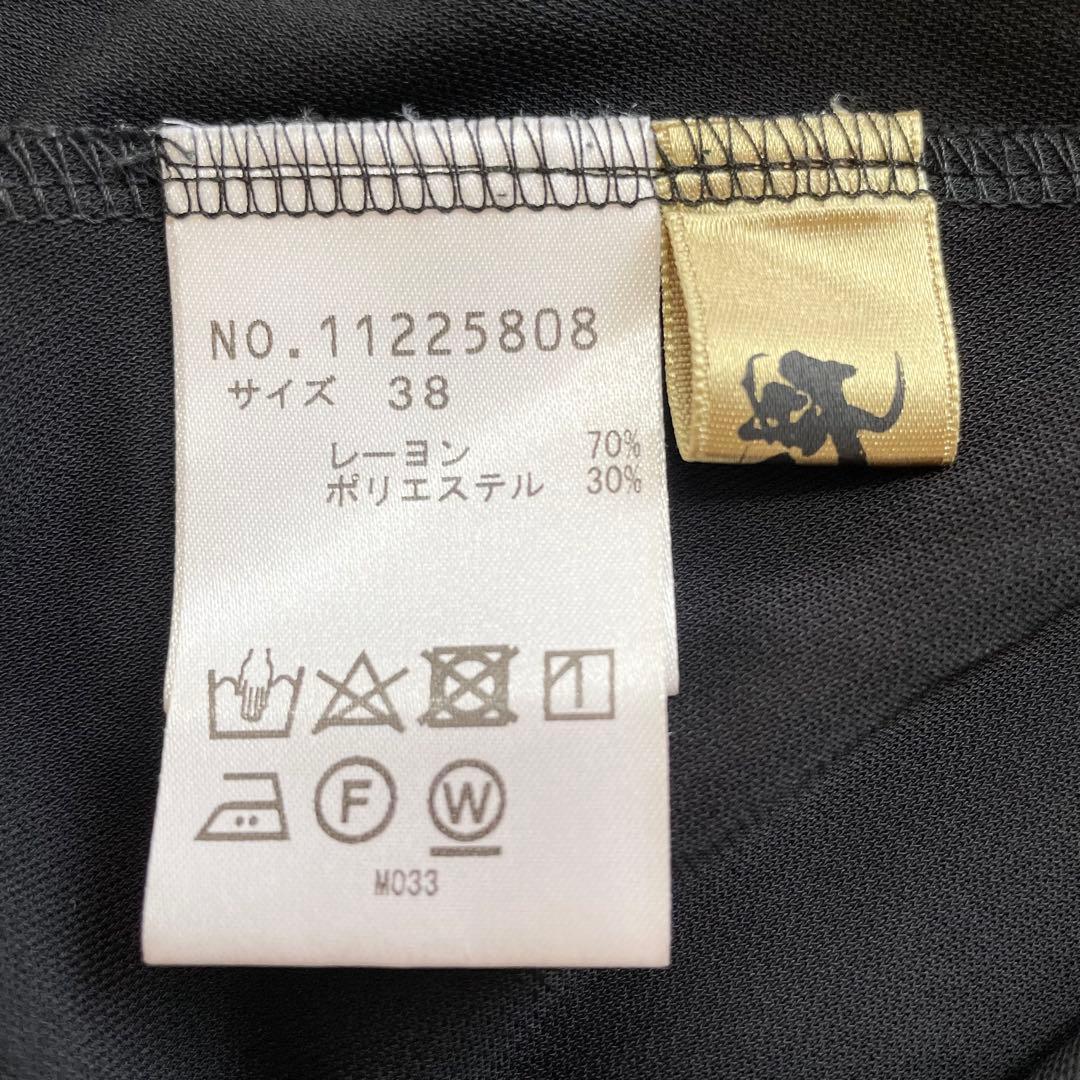 NO.11225808
サイズ 38
レーヨン 70%
ポリエステル 30%
F W
M033